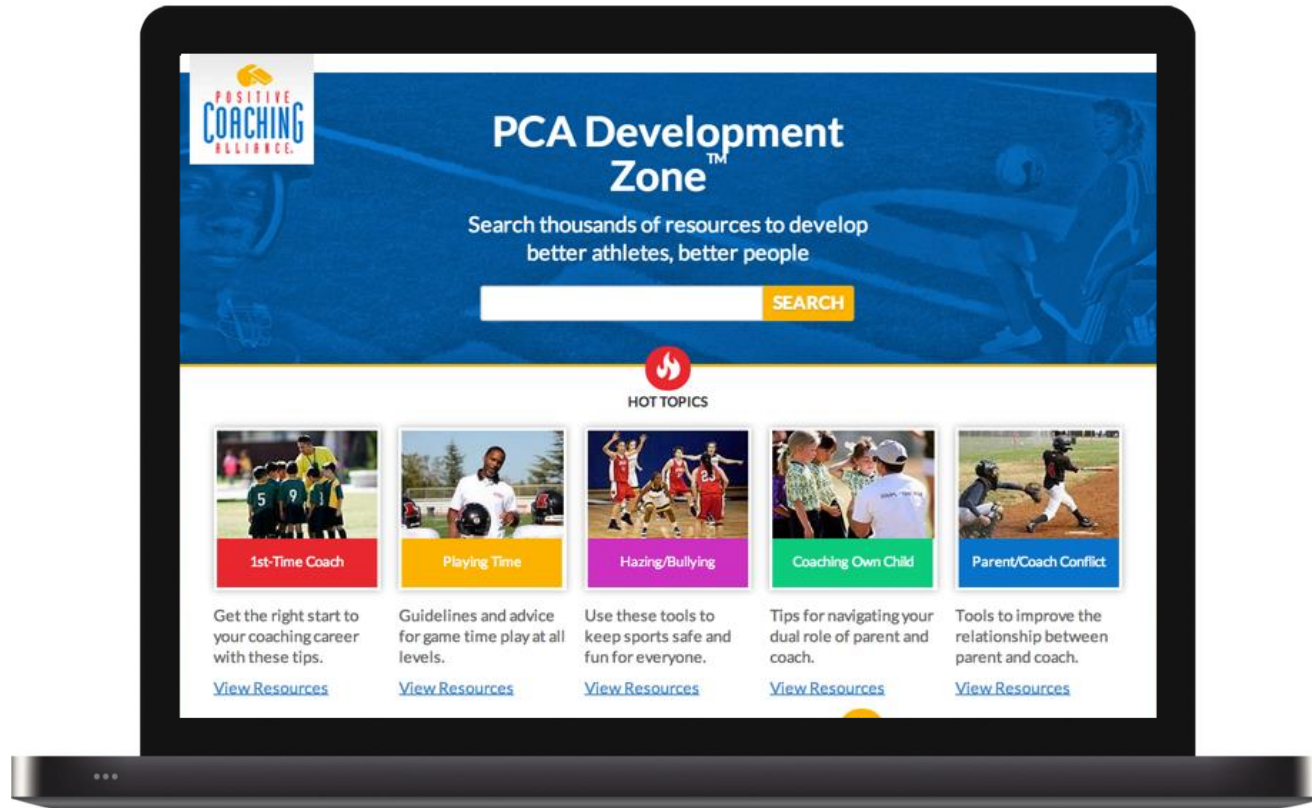 POSITIVE
COACHING
ALLIANCE
PCA Development
Zone™
Search thousands of resources to develop
better athletes, better people
SEARCH
HOT TOPICS
5 9
23
1st-Time Coach
Playing Time
Hazing/Bullying
Coaching Own Child
Parent/Coach Conflict
Get the right start to
your coaching career
with these tips.
View Resources
Guidelines and advice
for game time play at all
levels.
View Resources
Use these tools to
keep sports safe and
fun for everyone.
View Resources
Tips for navigating your
dual role of parent and
coach.
View Resources
Tools to improve the
relationship between
parent and coach.
View Resources